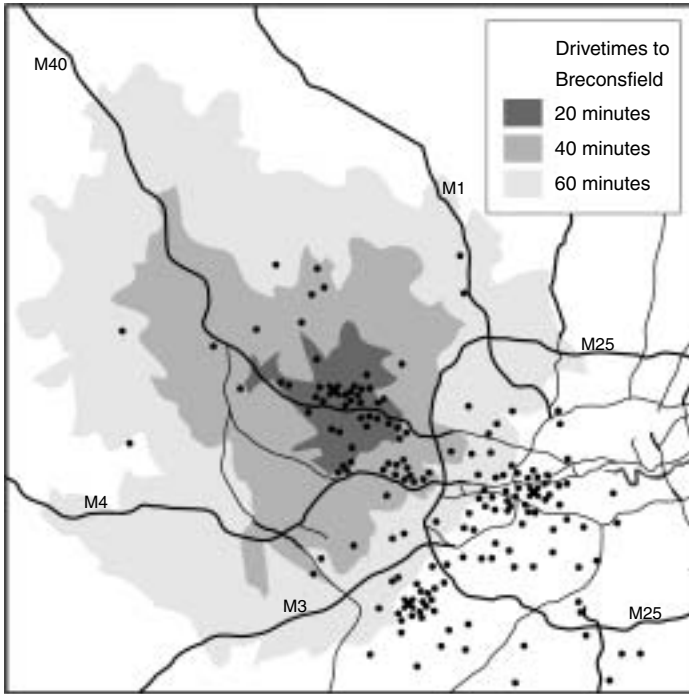 Drivetimes to
Breconsfield
20 minutes
40 minutes
60 minutes
M40
M1
M25
M4
M3
M25